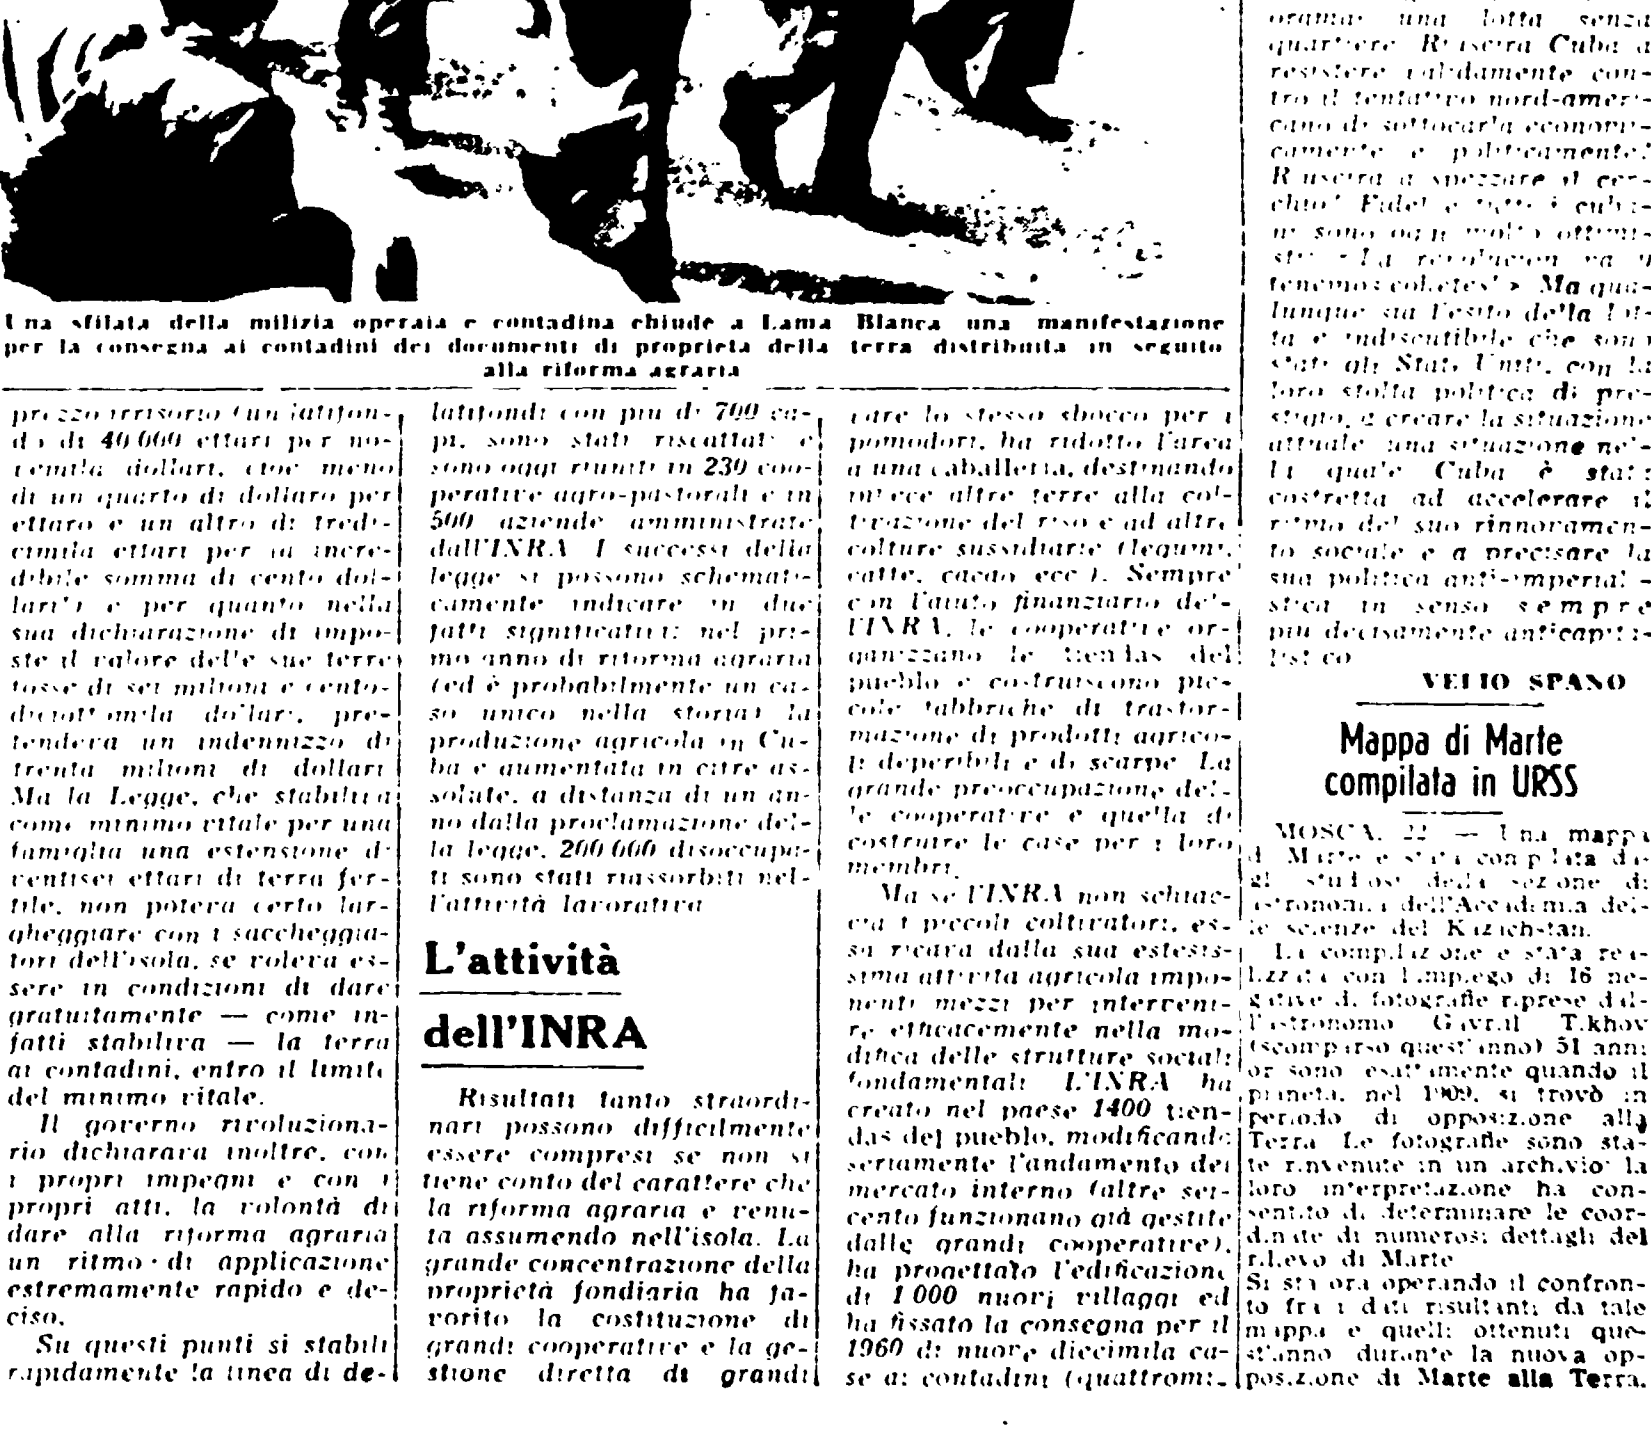 Una sfilata della milizia operaia e contadina chiude a Lama Blanca una manifestazione
per la consegna ai contadini dei documenti di proprietà della terra distribuita in seguito
alla riforma agraria
prezzo irrisorio (un latifon-
do di 40 000 ettari per no-
vemila dollari, cioè meno
di un quarto di dollaro per
ettaro e un altro di tredi-
cimila ettari per la incre-
dibile somma di cento dol-
lari!) e per quanto nella
sua dichiarazione di impo-
ste il valore delle sue terre
fosse di sei milioni e cento-
diciottomila dollari, pre-
tendeva un indennizzo di
trenta milioni di dollari
Ma la Legge, che stabiliva
come minimo vitale per una
famiglia una estensione di
ventisei ettari di terra fer-
tile, non poteva certo lar-
gheggiare con i saccheggia-
tori dell'isola, se voleva es-
sere in condizioni di dare
gratuitamente — come in-
fatti stabiliva — la terra
ai contadini, entro il limite
del minimo vitale.
Il governo rivoluziona-
rio dichiarava inoltre, con
i propri impegni e con i
propri atti, la volontà di
dare alla riforma agraria
un ritmo di applicazione
estremamente rapido e de-
ciso.
Su questi punti si stabilì
rapidamente la linea di de-
latifondi con più di 700 ca-
pi, sono stati riscattati e
sono oggi riuniti in 230 coo-
perative agro-pastorali e in
500 aziende amministrate
dall'INRA I successi della
legge si possono schemati-
camente indicare in due
fatti significativi: nel pri-
mo anno di riforma agraria
(ed è probabilmente un ca-
so unico nella storia) la
produzione agricola in Cu-
ba è aumentata in cifre as-
solute, a distanza di un an-
no dalla proclamazione del-
la legge, 200 000 disoccupa-
ti sono stati riassorbiti nel-
l'attività lavorativa
L'attività
dell'INRA
Risultati tanto straordi-
nari possono difficilmente
essere compresi se non si
tiene conto del carattere che
la riforma agraria è venu-
ta assumendo nell'isola. La
grande concentrazione della
proprietà fondiaria ha fa-
vorito la costituzione di
grandi cooperative e la ge-
stione diretta di grandi
care lo stesso sbocco per i
pomodori, ha ridotto l'area
a una caballeria, destinando
invece altre terre alla col-
tivazione del riso e ad altre
colture sussidiarie (legumi,
caffè, cacao ecc.). Sempre
con l'aiuto finanziario del-
l'INRA, le cooperative or-
ganizzano le tiendas del
pueblo e costruiscono pic-
cole fabbriche di trasfor-
mazione di prodotti agrico-
li deperibili e di scarpe La
grande preoccupazione del-
le cooperative è quella di
costruire le case per i loro
membri.
Ma se l'INRA non schiac-
cia i piccoli coltivatori, es-
sa ricava dalla sua estesis-
sima attività agricola impo-
nenti mezzi per interveni-
re efficacemente nella mo-
difica delle strutture sociali
fondamentali L'INRA ha
creato nel paese 1400 tien-
das del pueblo, modificando
seriamente l'andamento del
mercato interno (altre sei-
cento funzionano già gestite
dalle grandi cooperative),
ha progettato l'edificazione
di 1 000 nuovi villaggi ed
ha fissato la consegna per il
1960 di nuove diecimila ca-
se ai contadini (quattromi-
orama: una lotta senza
quartiere Riuscirà Cuba a
resistere validamente con-
tro il tentativo nord-ameri-
cano di soffocarla economi-
camente e politicamente?
Riuscirà a spezzare il cer-
chio? Fidel e tutti i cuba-
ni sono oggi molto ottimi-
sti: « La revolucion va y
tenemos cohetes! » Ma qua-
lunque sia l'esito della lot-
ta è indiscutibile che sono
stati gli Stati Uniti, con la
loro stolta politica di pre-
stigio, a creare la situazione
attuale una situazione nel-
la quale Cuba è stata
costretta ad accelerare il
ritmo del suo rinnovamen-
to sociale e a precisare la
sua politica anti-imperiali-
stica in senso sempre
più decisamente anticapita-
listico
VELIO SPANO
Mappa di Marte
compilata in URSS
MOSCA, 22 — Una mappa
di Marte è stata compilata da-
gli studiosi della sezione di
astronomia dell'Accademia del-
le scienze del Kazachstan.
La compilazione è stata rea-
lizzata con l'impiego di 16 ne-
gative di fotografie riprese dal-
l'astronomo Gavril Tikhov
(scomparso quest'anno) 51 anni
or sono esattamente quando il
pianeta, nel 1909, si trovò in
periodo di opposizione alla
Terra Le fotografie sono sta-
te rinvenute in un archivio: la
loro interpretazione ha con-
sentito di determinare le coor-
dinate di numerosi dettagli del
rilievo di Marte
Si sta ora operando il confron-
to fra i dati risultanti da tale
mappa e quelli ottenuti que-
st'anno durante la nuova op-
posizione di Marte alla Terra.